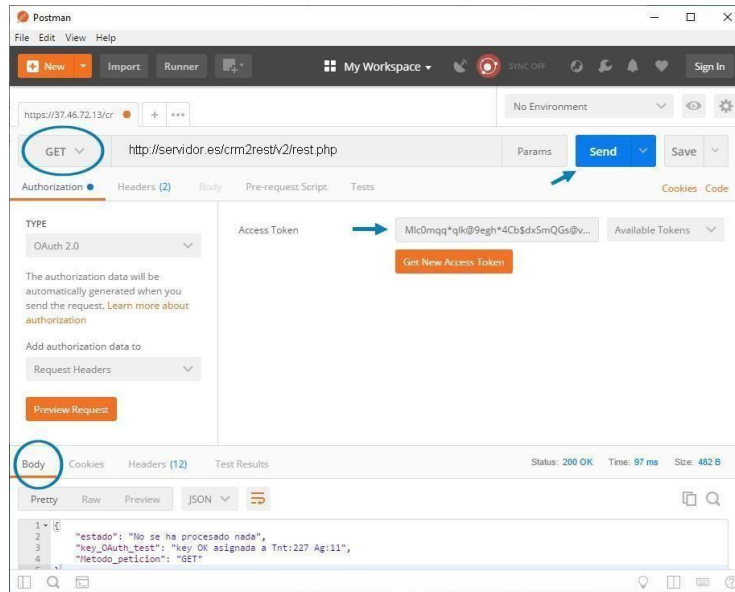 Postman
File Edit View Help
New Import Runner My Workspace SYNC OFF Sign In
https://37.46.72.13/cr + No Environment
GET http://servidor.es/crm2rest/v2/rest.php Params Send Save
Authorization Headers (2) Body Pre-request Script Tests Cookies Code
TYPE
OAuth 2.0
The authorization data will be
automatically generated when you
send the request. Learn more about
authorization
Add authorization data to
Request Headers
Preview Request
Access Token MIc0mqq*qlk@9egh*4Cb$dxSmQGs@v... Available Tokens
Get New Access Token
Body Cookies Headers (12) Test Results Status: 200 OK Time: 97 ms Size: 482 B
Pretty Raw Preview JSON
1 {
2 "estado": "No se ha procesado nada",
3 "key_OAuth_test": "key OK asignada a Tnt:227 Ag:11",
4 "Metodo_peticion": "GET"
5 }